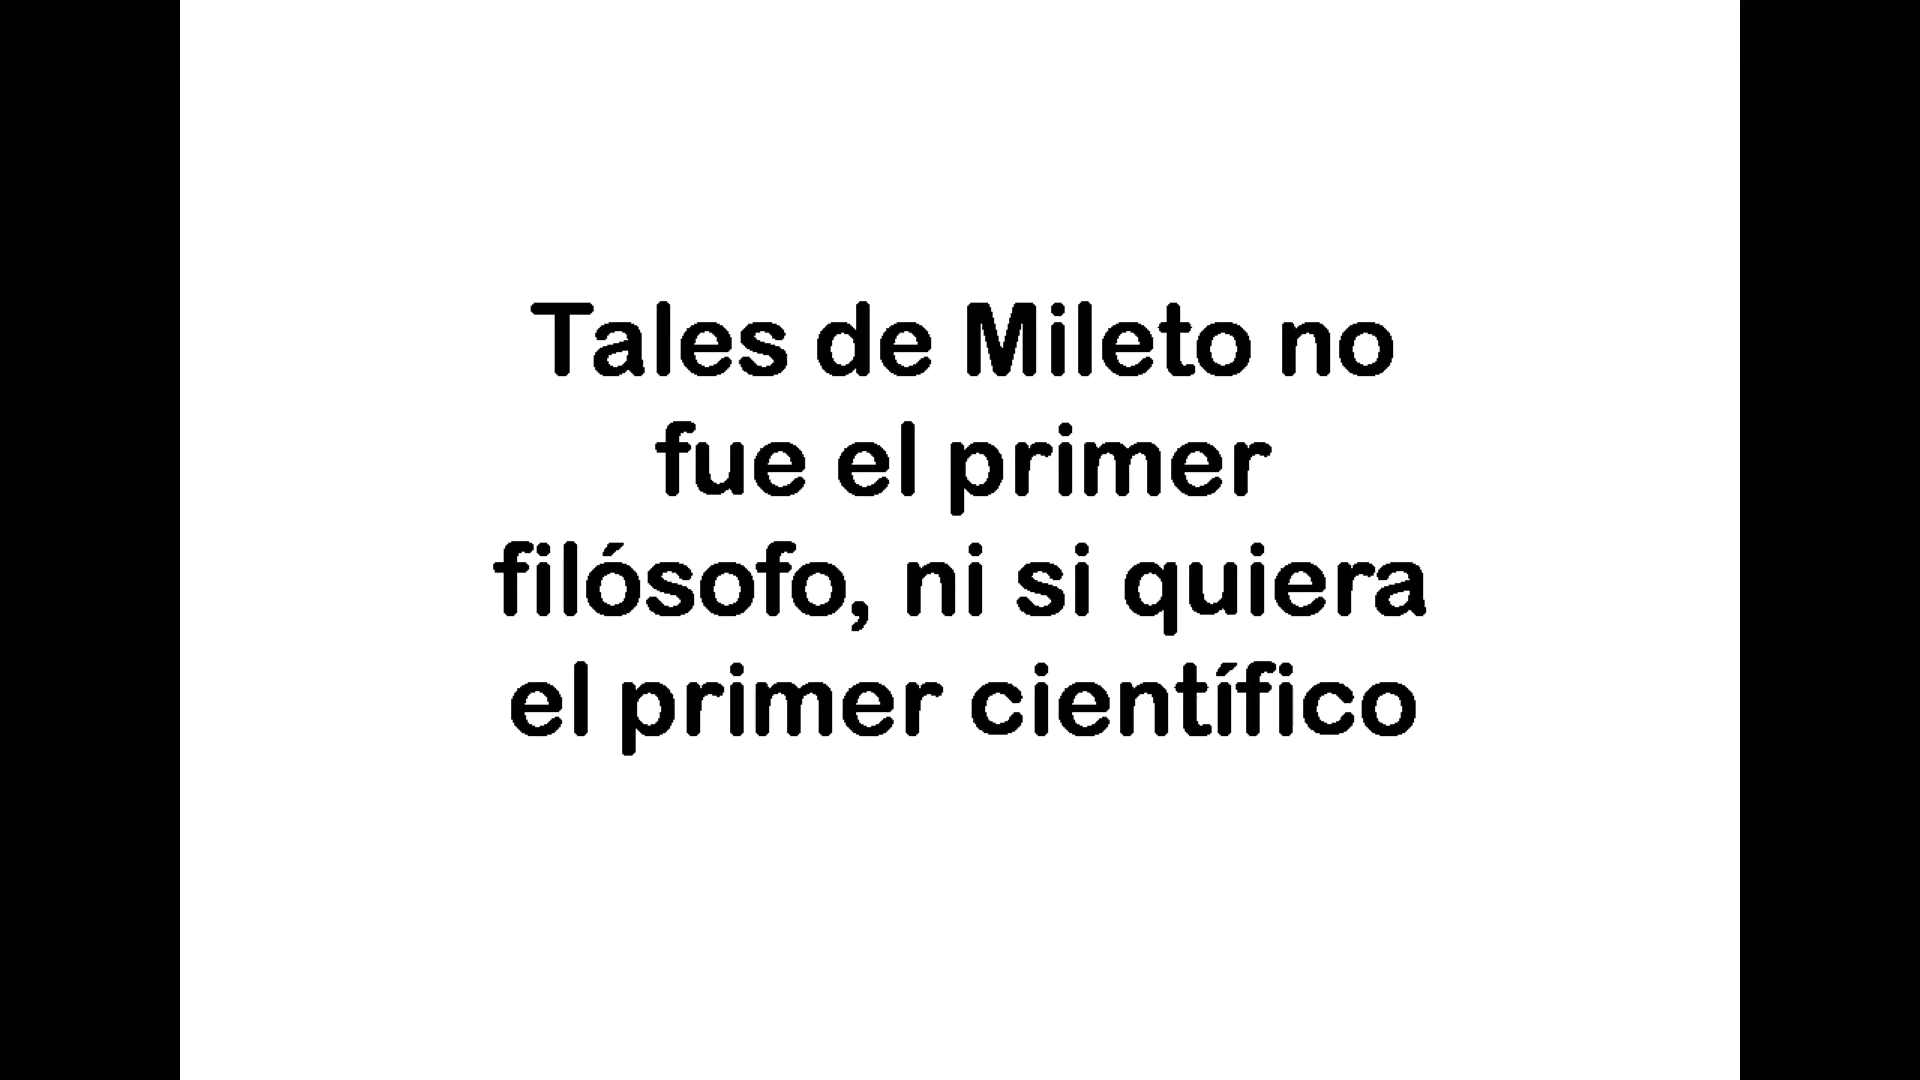 Tales de Mileto no
fue el primer
filósofo, ni si quiera
el primer científico